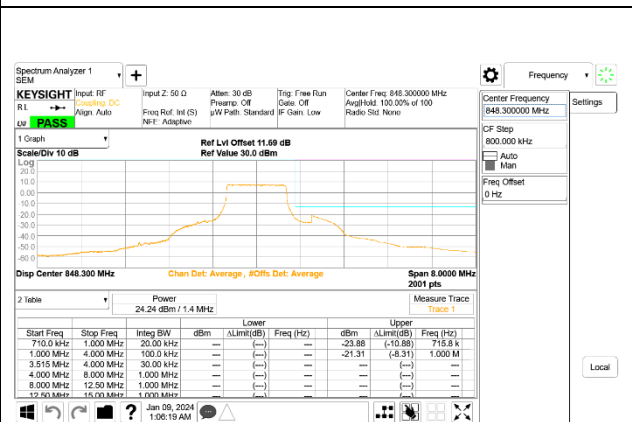 Spectrum Analyzer 1
SEM
Frequency
KEYSIGHT Input: RF Input Z: 50 Ω Atten: 30 dB Trig: Free Run Center Freq: 848.300000 MHz
RL Coupling: DC Preamp: Off Gate: Off Avg|Hold: 100.00% of 100
Align: Auto Freq Ref: Int (S) µW Path: Standard IF Gain: Low Radio Std: None
PASS NFE: Adaptive
Center Frequency
848.300000 MHz
Settings
CF Step
800.000 kHz
Auto
Man
Freq Offset
0 Hz
1 Graph
Ref Lvl Offset 11.69 dB
Scale/Div 10 dB Ref Value 30.0 dBm
Log
20.0
10.0
0.00
-10.0
-20.0
-30.0
-40.0
-50.0
-60.0
Disp Center 848.300 MHz Chan Det: Average , #Offs Det: Average Span 8.0000 MHz
2001 pts
2 Table Power Measure Trace
24.24 dBm / 1.4 MHz Trace 1
Lower Upper
Start Freq Stop Freq Integ BW dBm ΔLimit(dB) Freq (Hz) dBm ΔLimit(dB) Freq (Hz)
710.0 kHz 1.000 MHz 20.00 kHz --- (---) --- -23.88 (-10.88) 715.8 k
1.000 MHz 4.000 MHz 100.0 kHz --- (---) --- -21.31 (-8.31) 1.000 M
3.515 MHz 4.000 MHz 30.00 kHz --- (---) --- --- (---) ---
4.000 MHz 8.000 MHz 1.000 MHz --- (---) --- --- (---) ---
8.000 MHz 12.50 MHz 1.000 MHz --- (---) --- --- (---) ---
12.50 MHz 15.00 MHz 1.000 MHz --- (---) --- --- (---) ---
Local
? Jan 09, 2024
1:06:19 AM